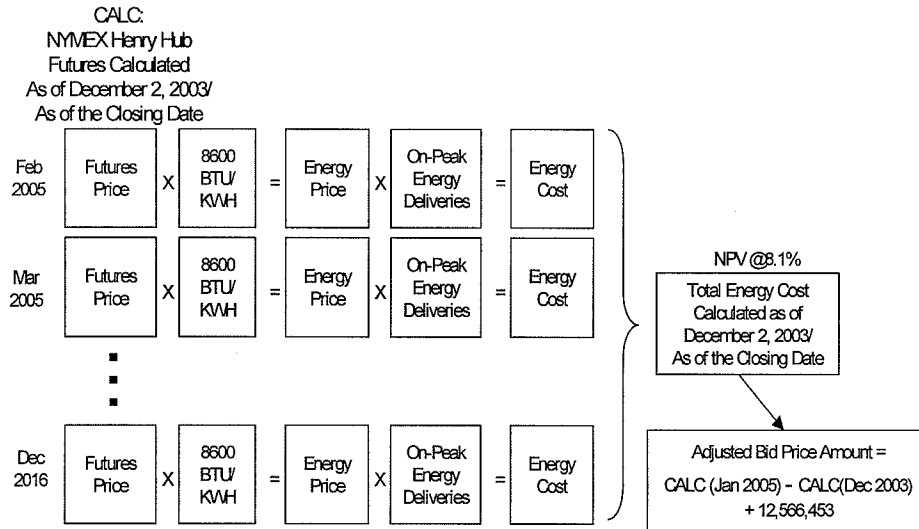 CALC:
NYMEX Henry Hub
Futures Calculated
As of December 2, 2003/
As of the Closing Date
Feb
2005
Futures
Price
X
8600
BTU/
KWH
=
Energy
Price
X
On-Peak
Energy
Deliveries
=
Energy
Cost
Mar
2005
Futures
Price
X
8600
BTU/
KWH
=
Energy
Price
X
On-Peak
Energy
Deliveries
=
Energy
Cost
NPV @8.1%
Total Energy Cost
Calculated as of
December 2, 2003/
As of the Closing Date
Dec
2016
Futures
Price
X
8600
BTU/
KWH
=
Energy
Price
X
On-Peak
Energy
Deliveries
=
Energy
Cost
Adjusted Bid Price Amount =
CALC (Jan 2005) – CALC(Dec 2003)
+ 12,566,453